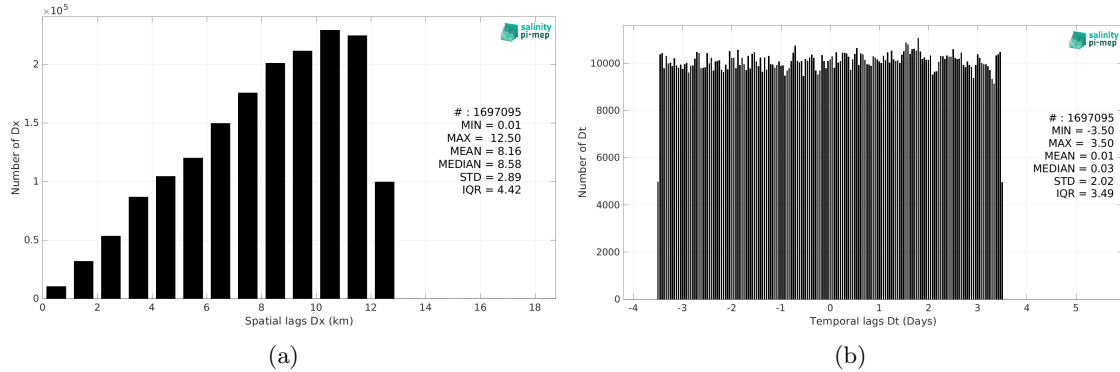 ×10^5
2
1.5
1
0.5
0
0 2 4 6 8 10 12 14 16 18
Number of Dx
Spatial lags Dx (km)
salinity
pi-mep
# : 1697095
MIN = 0.01
MAX = 12.50
MEAN = 8.16
MEDIAN = 8.58
STD = 2.89
IQR = 4.42
(a)
10000
8000
6000
4000
2000
0
-4 -3 -2 -1 0 1 2 3 4 5
Number of Dt
Temporal lags Dt (Days)
salinity
pi-mep
# : 1697095
MIN = -3.50
MAX = 3.50
MEAN = 0.01
MEDIAN = 0.03
STD = 2.02
IQR = 3.49
(b)